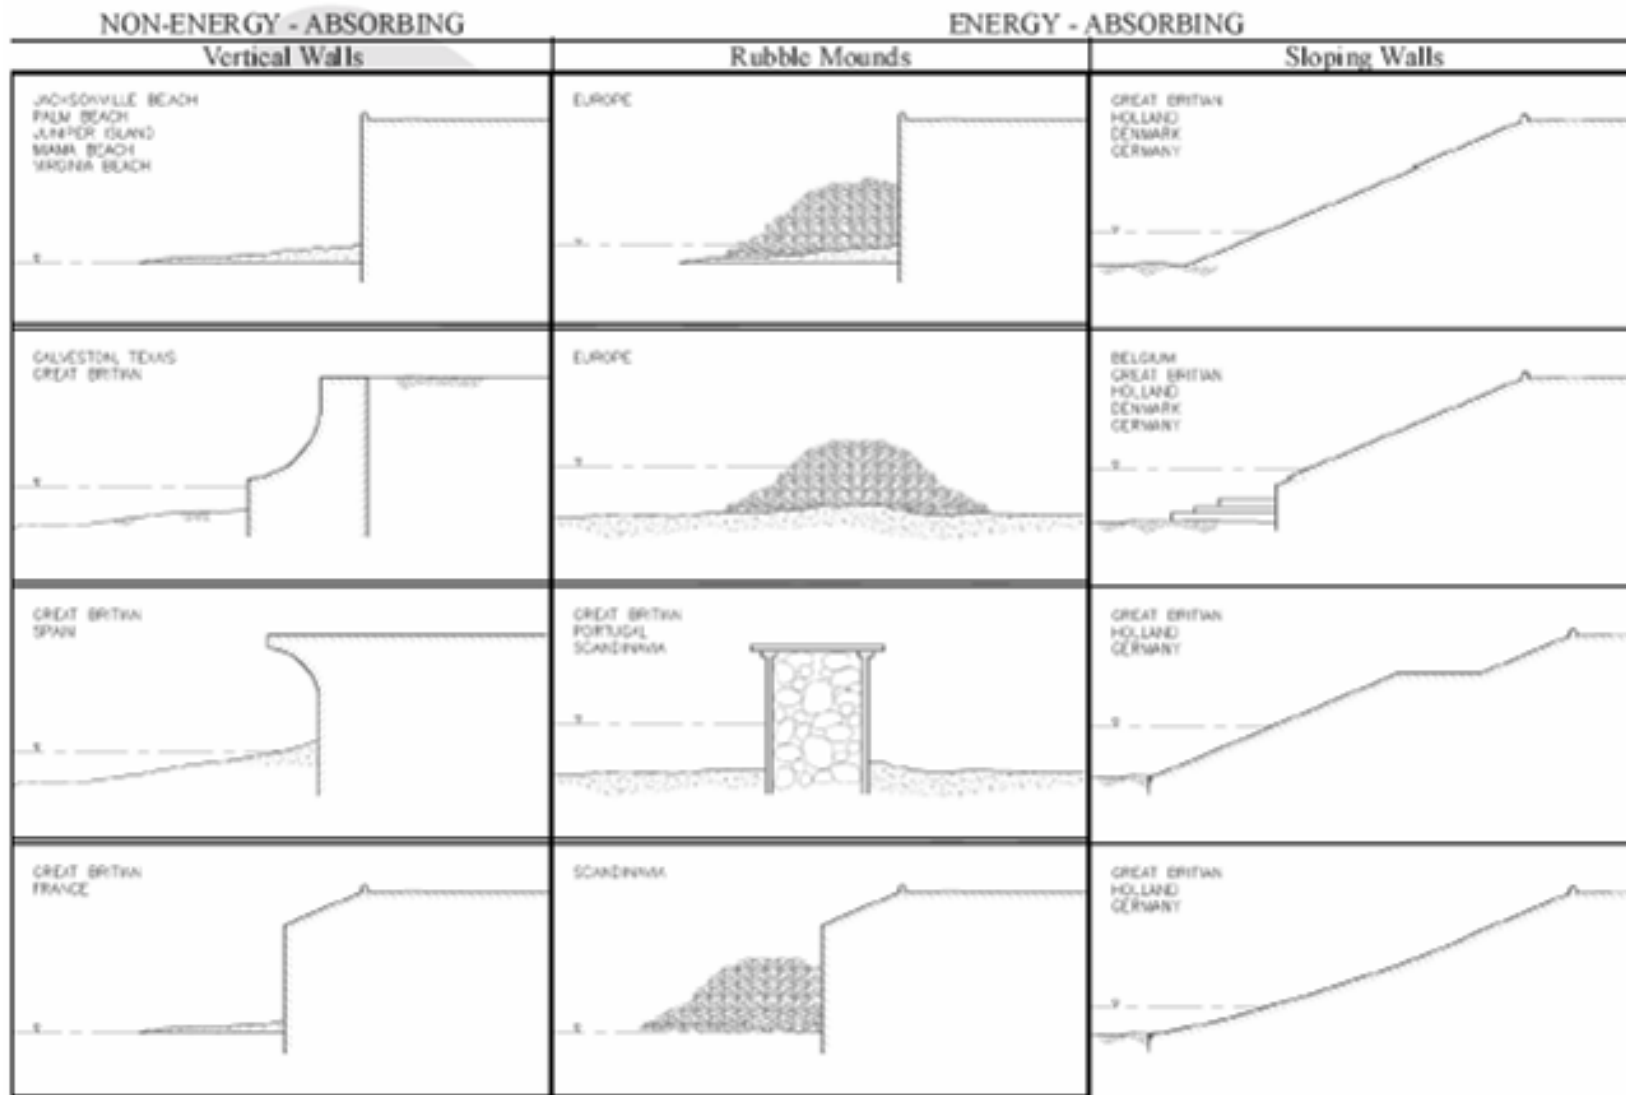 NON-ENERGY - ABSORBING
ENERGY - ABSORBING
Vertical Walls
Rubble Mounds
Sloping Walls
JACKSONVILLE BEACH
PALM BEACH
JUNIPER ISLAND
MIAMA BEACH
VIRGINIA BEACH
EUROPE
GREAT BRITIAN
HOLLAND
DENMARK
GERMANY
GALVESTON, TEXAS
GREAT BRITIAN
EUROPE
BELGIUM
GREAT BRITIAN
HOLLAND
DENMARK
GERMANY
GREAT BRITIAN
SPAIN
GREAT BRITIAN
PORTUGAL
SCANDINAVIA
GREAT BRITIAN
HOLLAND
GERMANY
GREAT BRITIAN
FRANCE
SCANDINAVIA
GREAT BRITIAN
HOLLAND
GERMANY